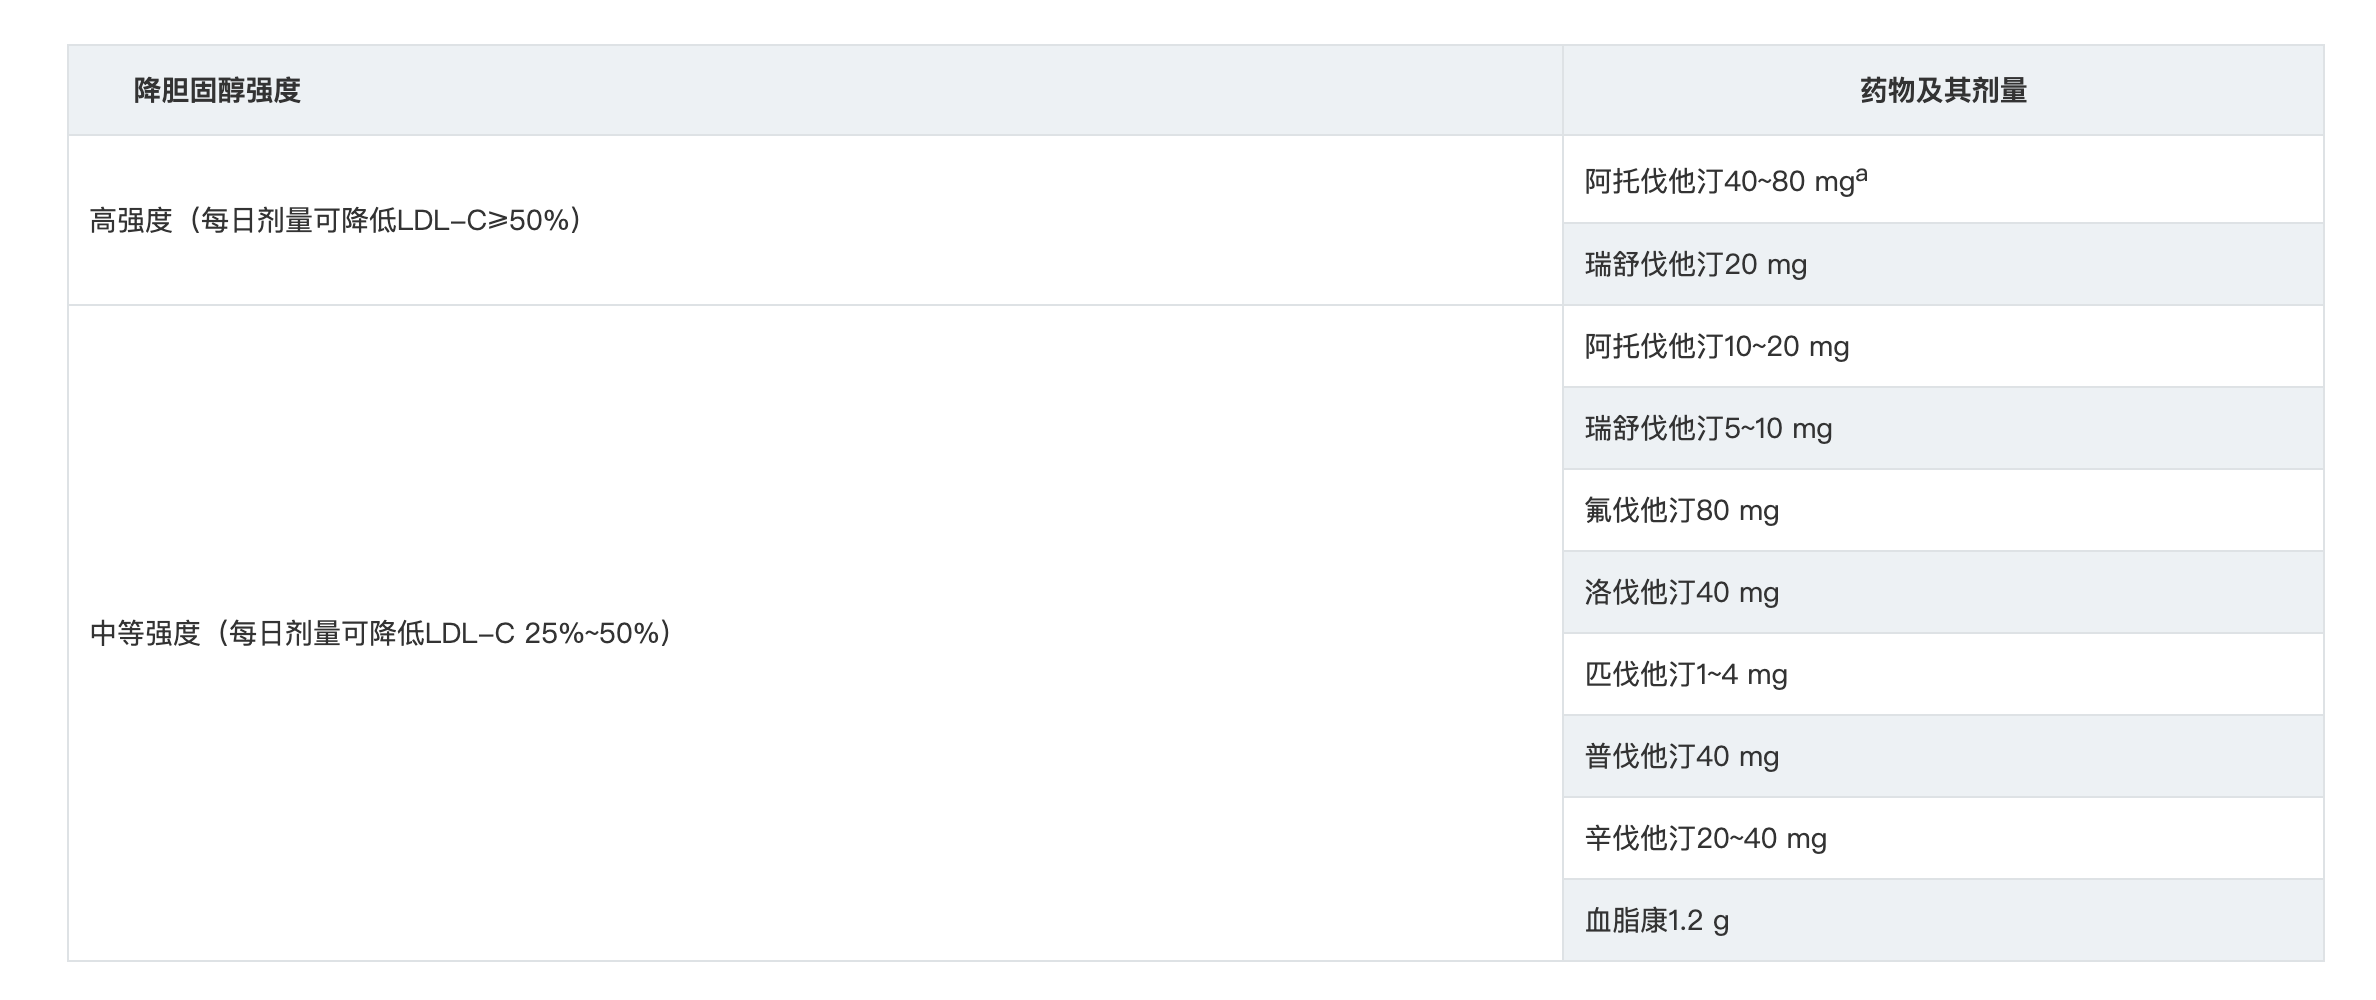 降胆固醇强度
药物及其剂量
高强度（每日剂量可降低LDL-C≥50%）
阿托伐他汀40~80 mgᵃ
瑞舒伐他汀20 mg
中等强度（每日剂量可降低LDL-C 25%~50%）
阿托伐他汀10~20 mg
瑞舒伐他汀5~10 mg
氟伐他汀80 mg
洛伐他汀40 mg
匹伐他汀1~4 mg
普伐他汀40 mg
辛伐他汀20~40 mg
血脂康1.2 g